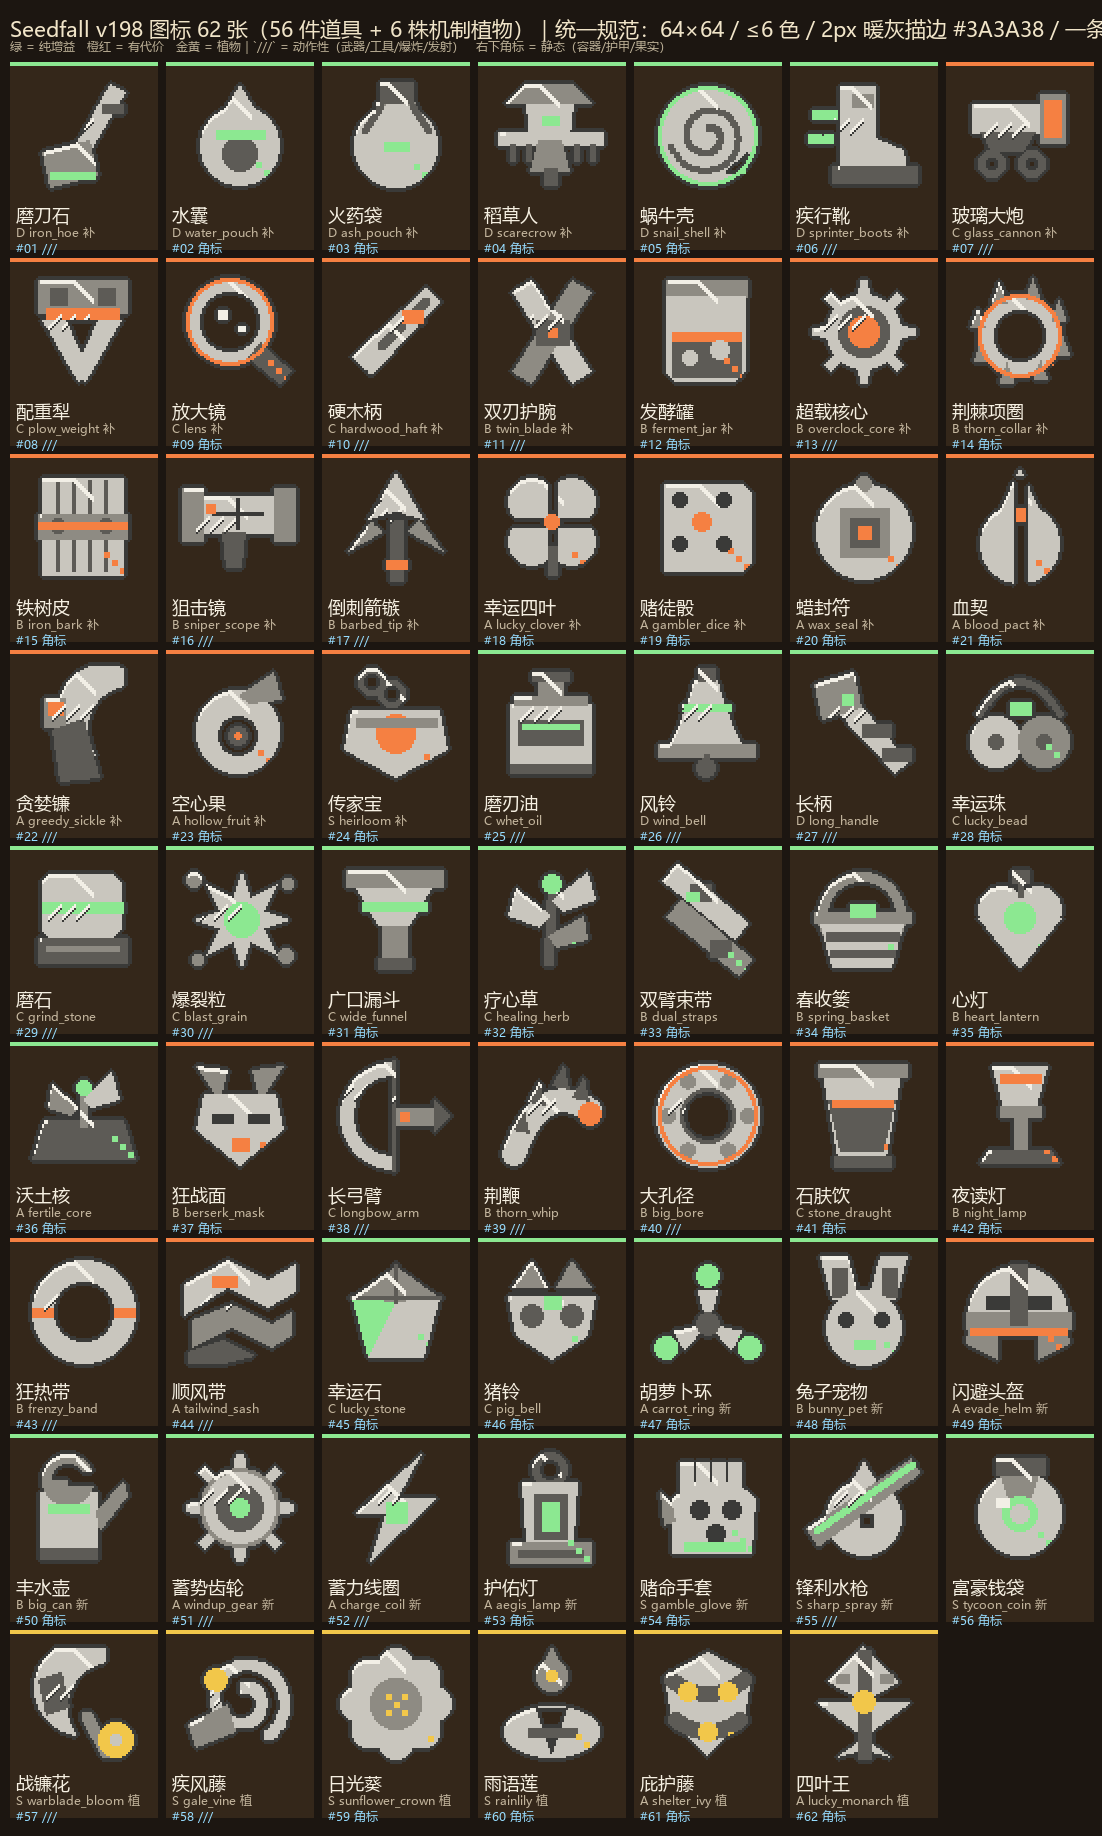 Seedfall v198 图标 62 张（56 件道具 + 6 株机制植物） | 统一规范：64×64 / ≤6 色 / 2px 暖灰描边 #3A3A38 / 一条
绿 = 纯增益 橙红 = 有代价 金黄 = 植物 | `///` = 动作性（武器/工具/爆炸/发射） 右下角标 = 静态（容器/护甲/果实）
磨刀石 水囊 火药袋 稻草人 蜗牛壳 疾行靴 玻璃大炮
D iron_hoe 补 D water_pouch 补 D ash_pouch 补 D scarecrow 补 D snail_shell 补 D sprinter_boots 补 C glass_cannon 补
#01 /// #02 角标 #03 角标 #04 角标 #05 角标 #06 /// #07 ///
配重犁 放大镜 硬木柄 双刃护腕 发酵罐 超载核心 荆棘项圈
C plow_weight 补 C lens 补 C hardwood_haft 补 B twin_blade 补 B ferment_jar 补 B overclock_core 补 B thorn_collar 补
#08 /// #09 角标 #10 /// #11 /// #12 角标 #13 /// #14 角标
铁树皮 狙击镜 倒刺箭镞 幸运四叶 赌徒骰 蜡封符 血契
B iron_bark 补 B sniper_scope 补 B barbed_tip 补 A lucky_clover 补 A gambler_dice 补 A wax_seal 补 A blood_pact 补
#15 角标 #16 /// #17 /// #18 角标 #19 角标 #20 角标 #21 角标
贪婪镰 空心果 传家宝 磨刃油 风铃 长柄 幸运珠
A greedy_sickle 补 A hollow_fruit 补 S heirloom 补 C whet_oil D wind_bell D long_handle C lucky_bead
#22 /// #23 角标 #24 角标 #25 /// #26 /// #27 /// #28 角标
磨石 爆裂粒 广口漏斗 疗心草 双臂束带 春收篓 心灯
C grind_stone C blast_grain C wide_funnel C healing_herb B dual_straps B spring_basket B heart_lantern
#29 /// #30 /// #31 角标 #32 角标 #33 角标 #34 角标 #35 角标
沃土核 狂战面 长弓臂 荆鞭 大孔径 石肤饮 夜读灯
A fertile_core B berserk_mask C longbow_arm B thorn_whip B big_bore C stone_draught B night_lamp
#36 角标 #37 角标 #38 /// #39 /// #40 /// #41 角标 #42 角标
狂热带 顺风带 幸运石 猪铃 胡萝卜环 兔子宠物 闪避头盔
B frenzy_band A tailwind_sash C lucky_stone C pig_bell A carrot_ring 新 B bunny_pet 新 A evade_helm 新
#43 /// #44 /// #45 角标 #46 角标 #47 角标 #48 角标 #49 角标
丰水壶 蓄势齿轮 蓄力线圈 护佑灯 赌命手套 锋利水枪 富豪钱袋
B big_can 新 A windup_gear 新 A charge_coil 新 A aegis_lamp 新 S gamble_glove 新 S sharp_spray 新 S tycoon_coin 新
#50 角标 #51 /// #52 /// #53 角标 #54 角标 #55 /// #56 角标
战镰花 疾风藤 日光葵 雨语莲 庇护藤 四叶王
S warblade_bloom 植 S gale_vine 植 S sunflower_crown 植 S rainlily 植 A shelter_ivy 植 A lucky_monarch 植
#57 /// #58 /// #59 角标 #60 角标 #61 角标 #62 角标